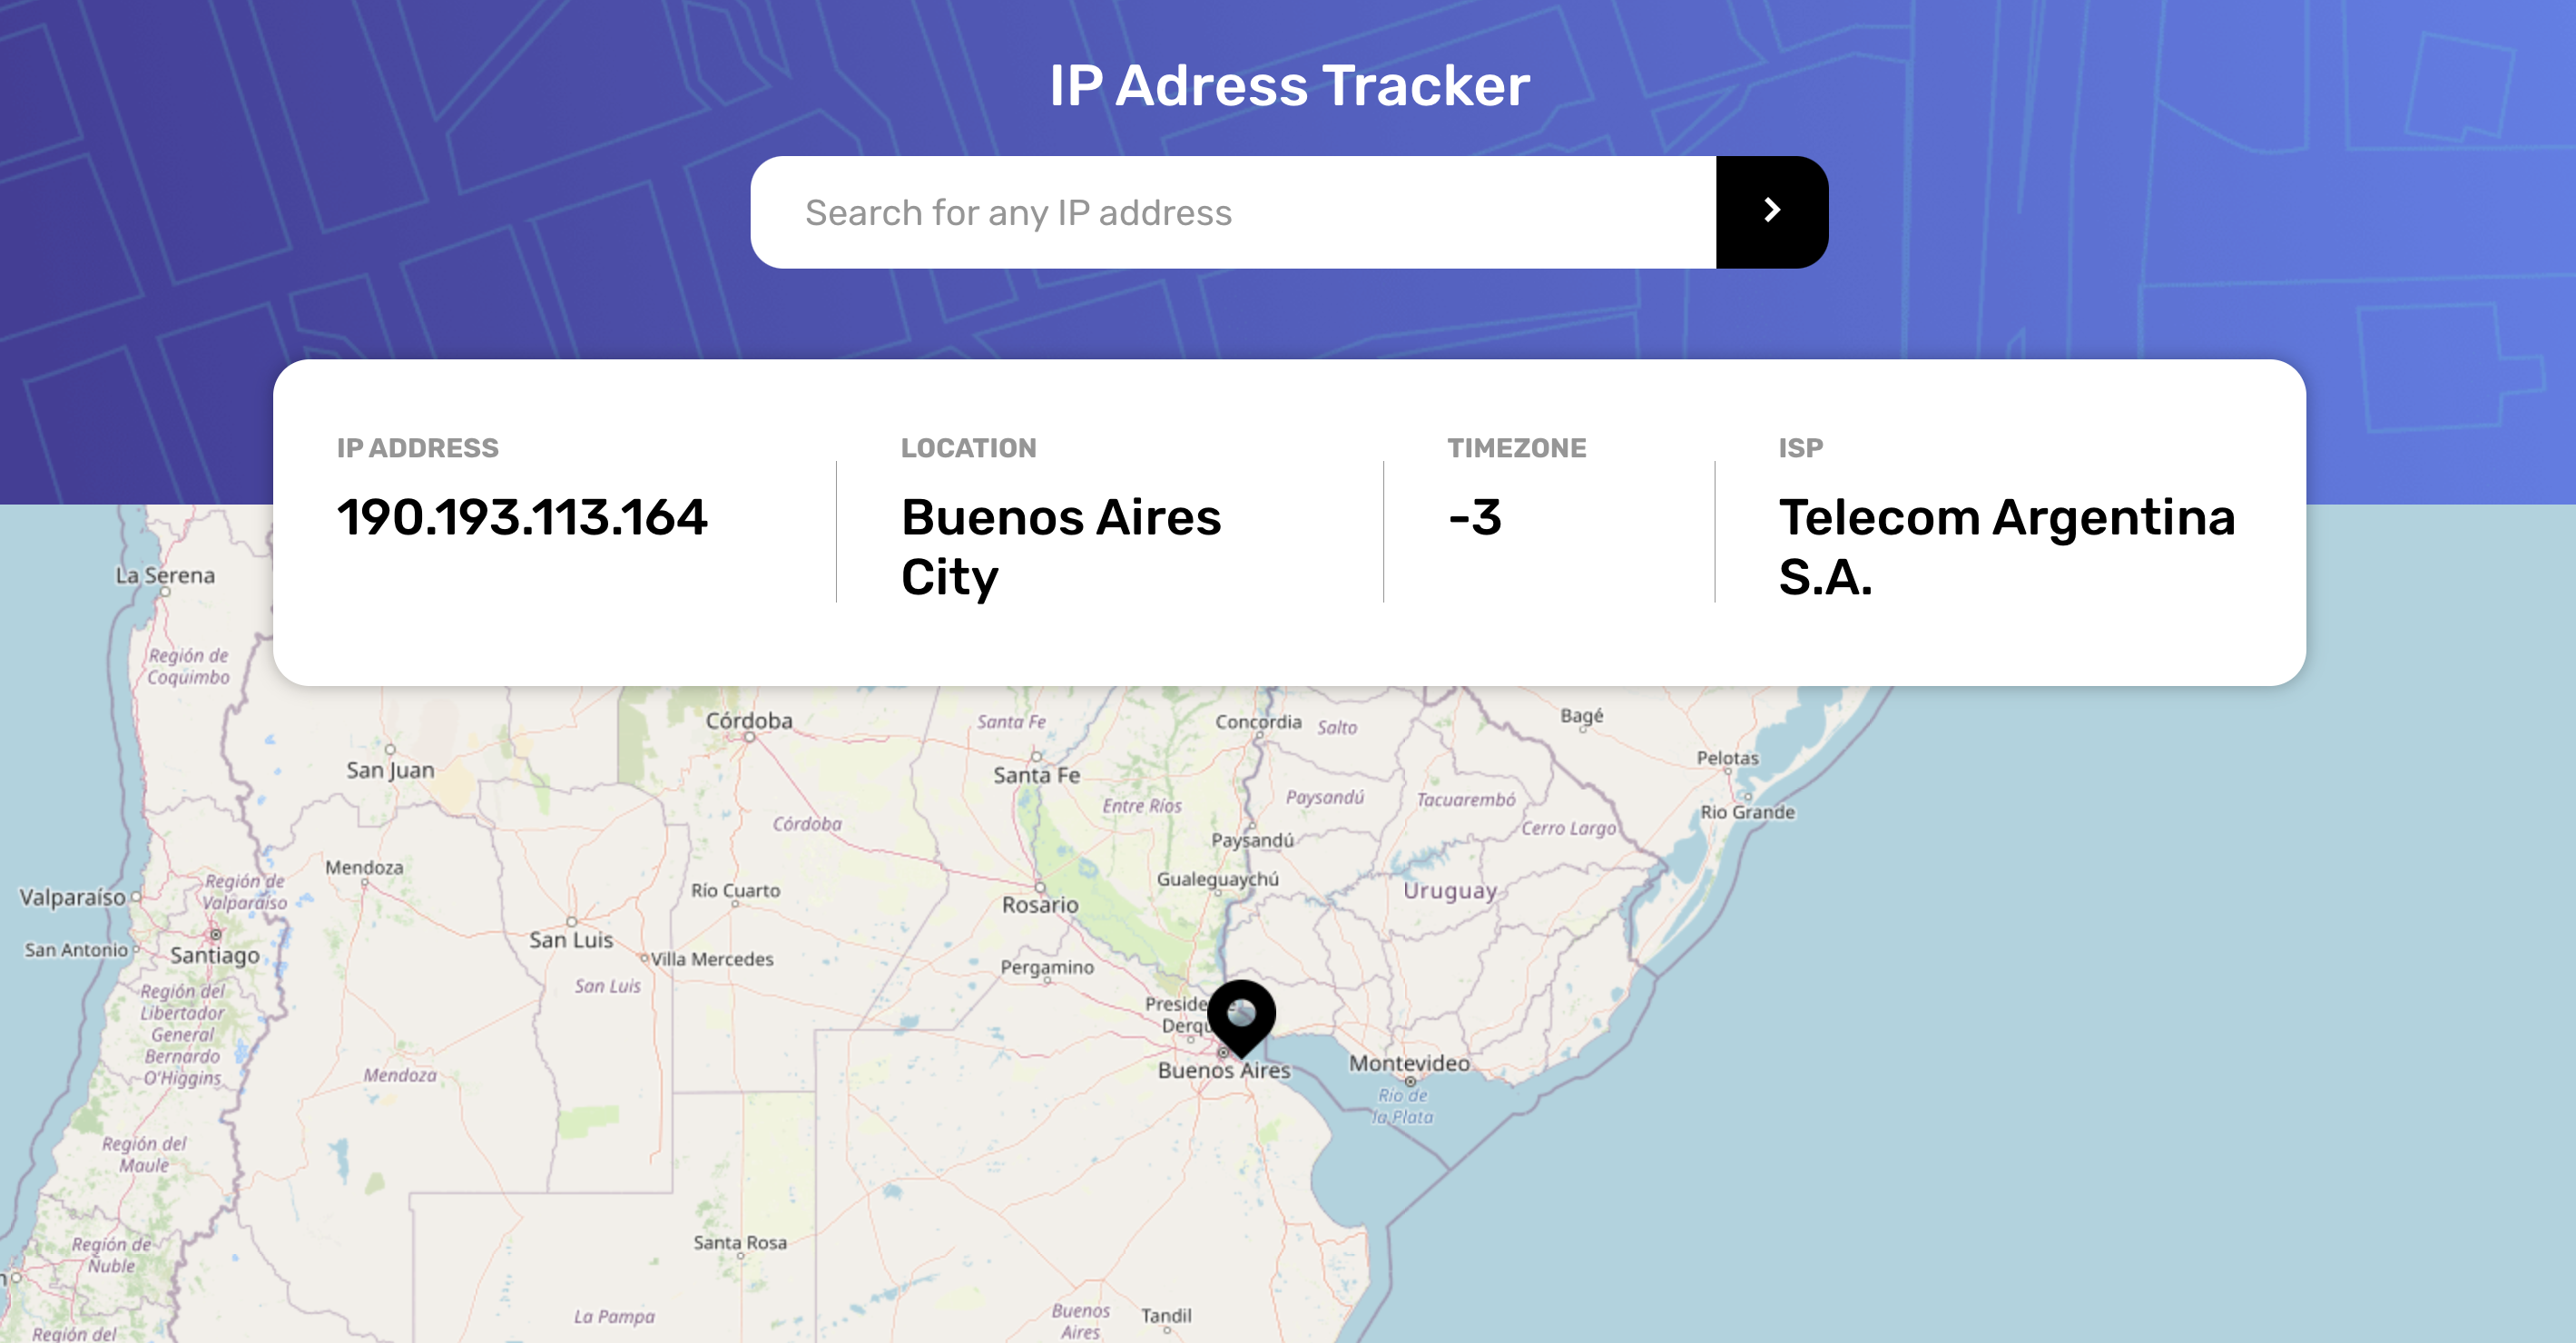 IP Adress Tracker
Search for any IP address
IP ADDRESS
190.193.113.164
LOCATION
Buenos Aires
City
TIMEZONE
-3
ISP
Telecom Argentina
S.A.
La Serena
Región de
Coquimbo
Córdoba
Santa Fe
Concordia
Salto
Bagé
San Juan
Santa Fe
Pelotas
Córdoba
Entre Ríos
Paysandú
Tacuarembó
Rio Grande
Cerro Largo
Paysandú
Mendoza
Región de
Valparaíso
Valparaíso
Río Cuarto
Gualeguaychú
Uruguay
Rosario
San Antonio
Santiago
San Luis
Villa Mercedes
Pergamino
San Luis
Región del
Libertador
General
Bernardo
O'Higgins
Mendoza
Buenos Aires
Montevideo
Río de
la Plata
Región del
Maule
Región de
Ñuble
Santa Rosa
La Pampa
Buenos
Aires
Tandil
Región del